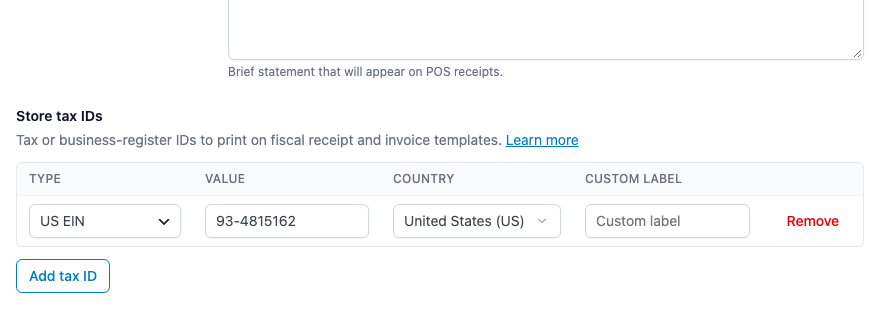 Brief statement that will appear on POS receipts.
Store tax IDs
Tax or business-register IDs to print on fiscal receipt and invoice templates. Learn more
TYPE VALUE COUNTRY CUSTOM LABEL
US EIN 93-4815162 United States (US) Custom label Remove
Add tax ID